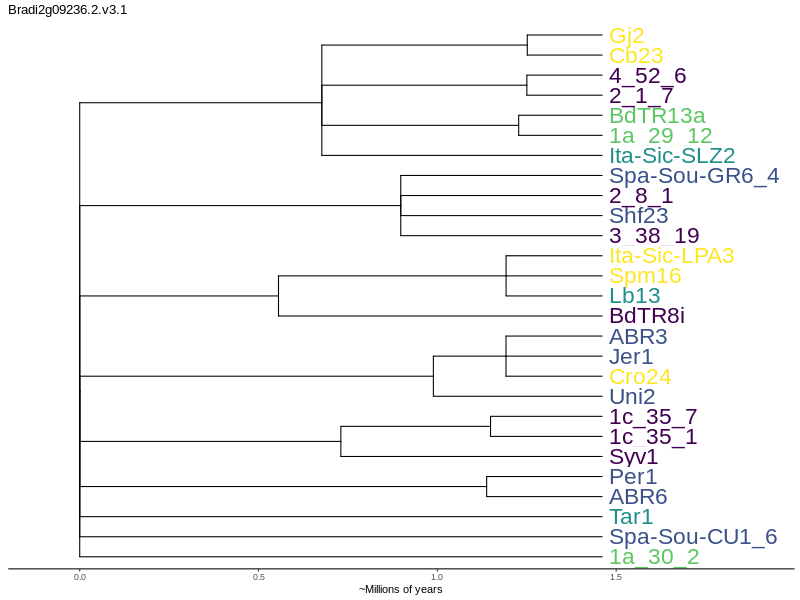 Bradi2g09236.2.v3.1
Gj2
Cb23
4_52_6
2_1_7
BdTR13a
1a_29_12
Ita-Sic-SLZ2
Spa-Sou-GR6_4
2_8_1
Shf23
3_38_19
Ita-Sic-LPA3
Spm16
Lb13
BdTR8i
ABR3
Jer1
Cro24
Uni2
1c_35_7
1c_35_1
Syv1
Per1
ABR6
Tar1
Spa-Sou-CU1_6
1a_30_2
0.0 0.5 1.0 1.5
~Millions of years